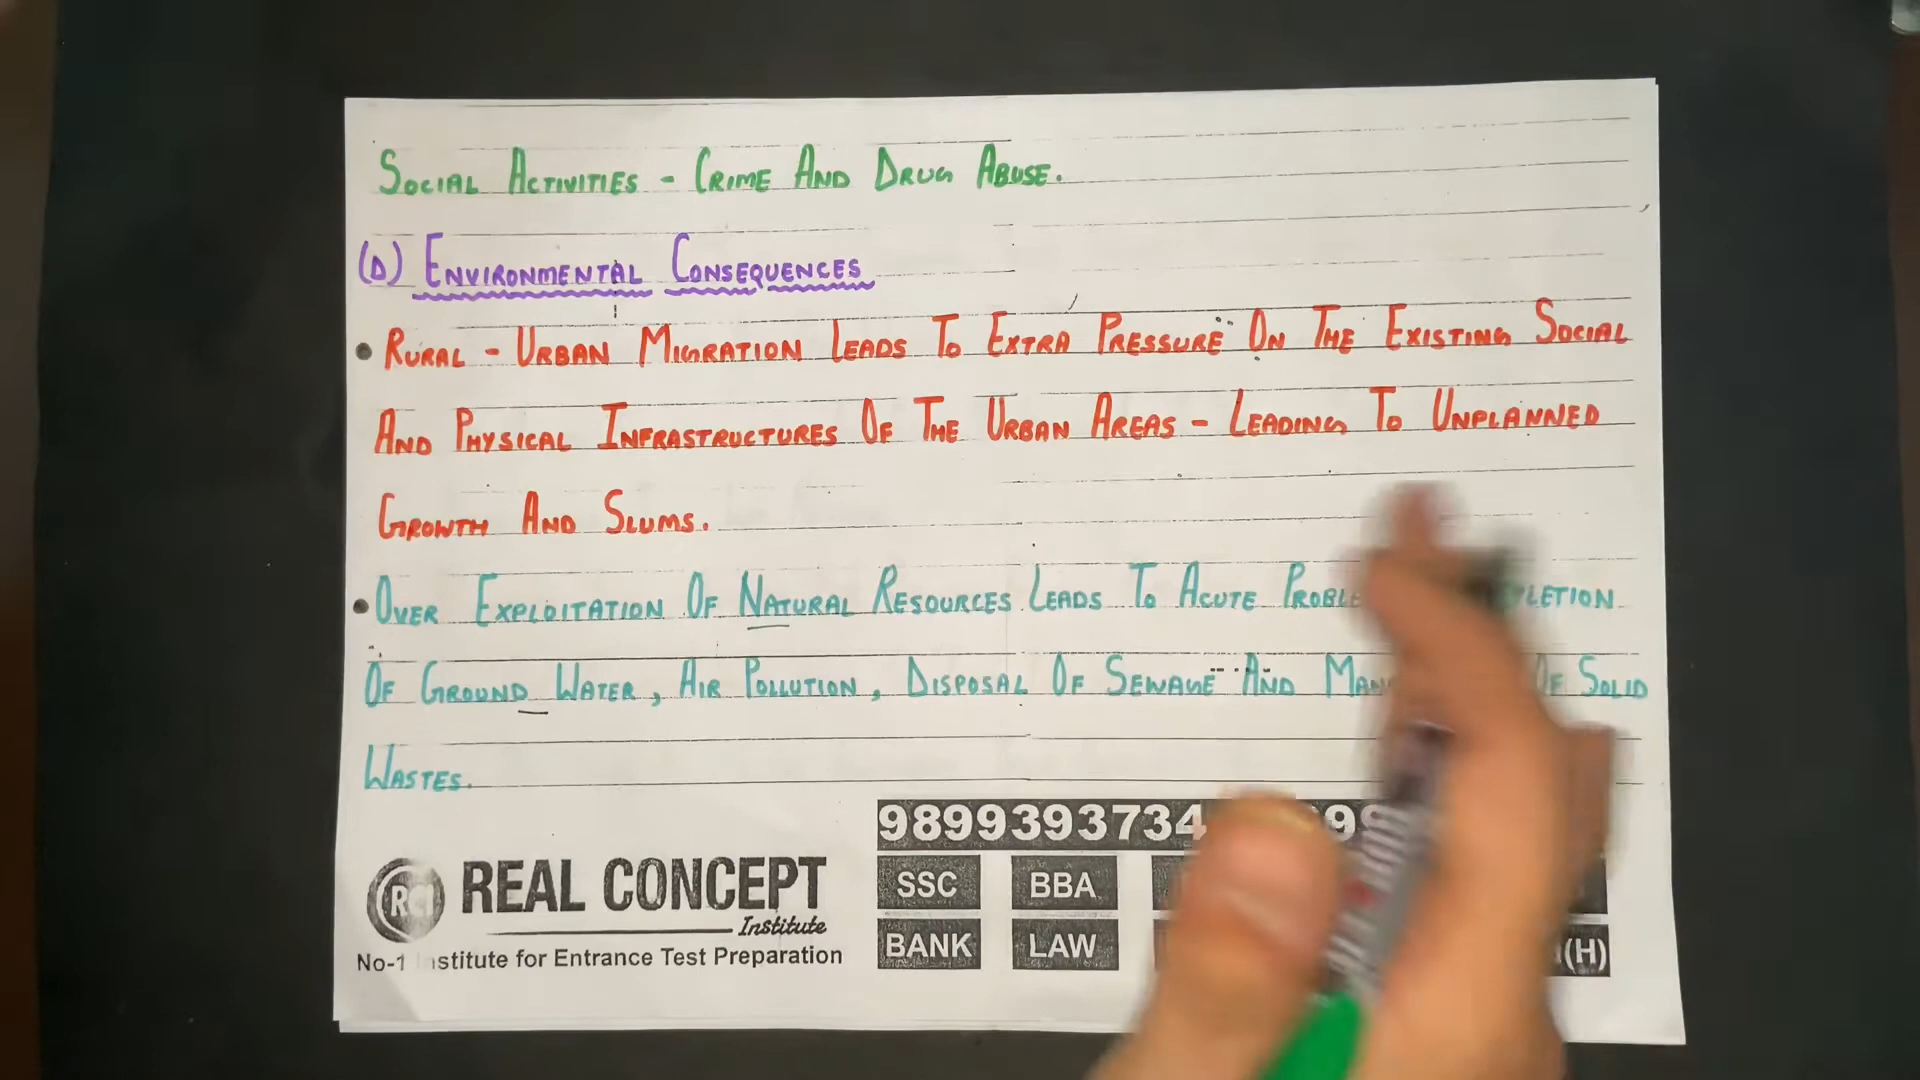 Social Activities - Crime And Drug Abuse.
(D) Environmental Consequences
• Rural - Urban Migration Leads To Extra Pressure On The Existing Social
And Physical Infrastructures Of The Urban Areas - Leading To Unplanned
Growth And Slums.
• Over Exploitation Of Natural Resources Leads To Acute
Of Ground Water, Air Pollution, Disposal Of Sewage And Of Solid
Wastes.
9899393734
SSC BBA
REAL CONCEPT
Institute
BANK LAW (H)
No-1 for Entrance Test Preparation